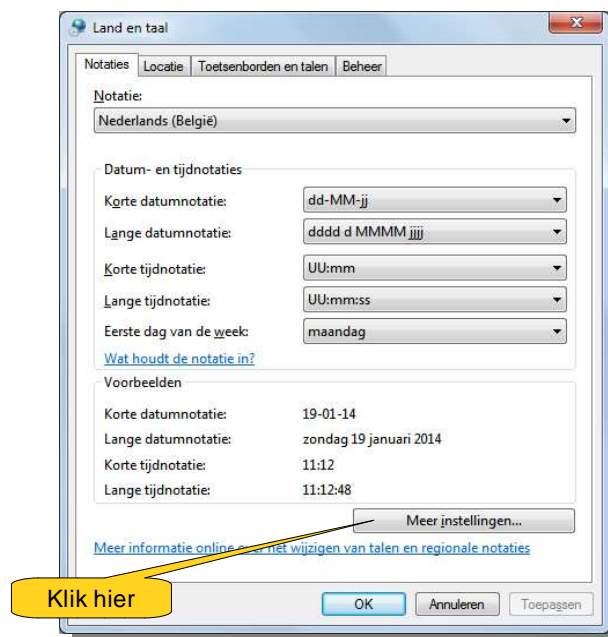 Land en taal
Notaties Locatie Toetsenborden en talen Beheer
Notatie:
Nederlands (België)
Datum- en tijdnotaties
Korte datumnotatie: dd-MM-jj
Lange datumnotatie: dddd d MMMM jjjj
Korte tijdnotatie: UU:mm
Lange tijdnotatie: UU:mm:ss
Eerste dag van de week: maandag
Wat houdt de notatie in?
Voorbeelden
Korte datumnotatie: 19-01-14
Lange datumnotatie: zondag 19 januari 2014
Korte tijdnotatie: 11:12
Lange tijdnotatie: 11:12:48
Meer instellingen...
Meer informatie online over het wijzigen van talen en regionale notaties
Klik hier
OK Annuleren Toepassen